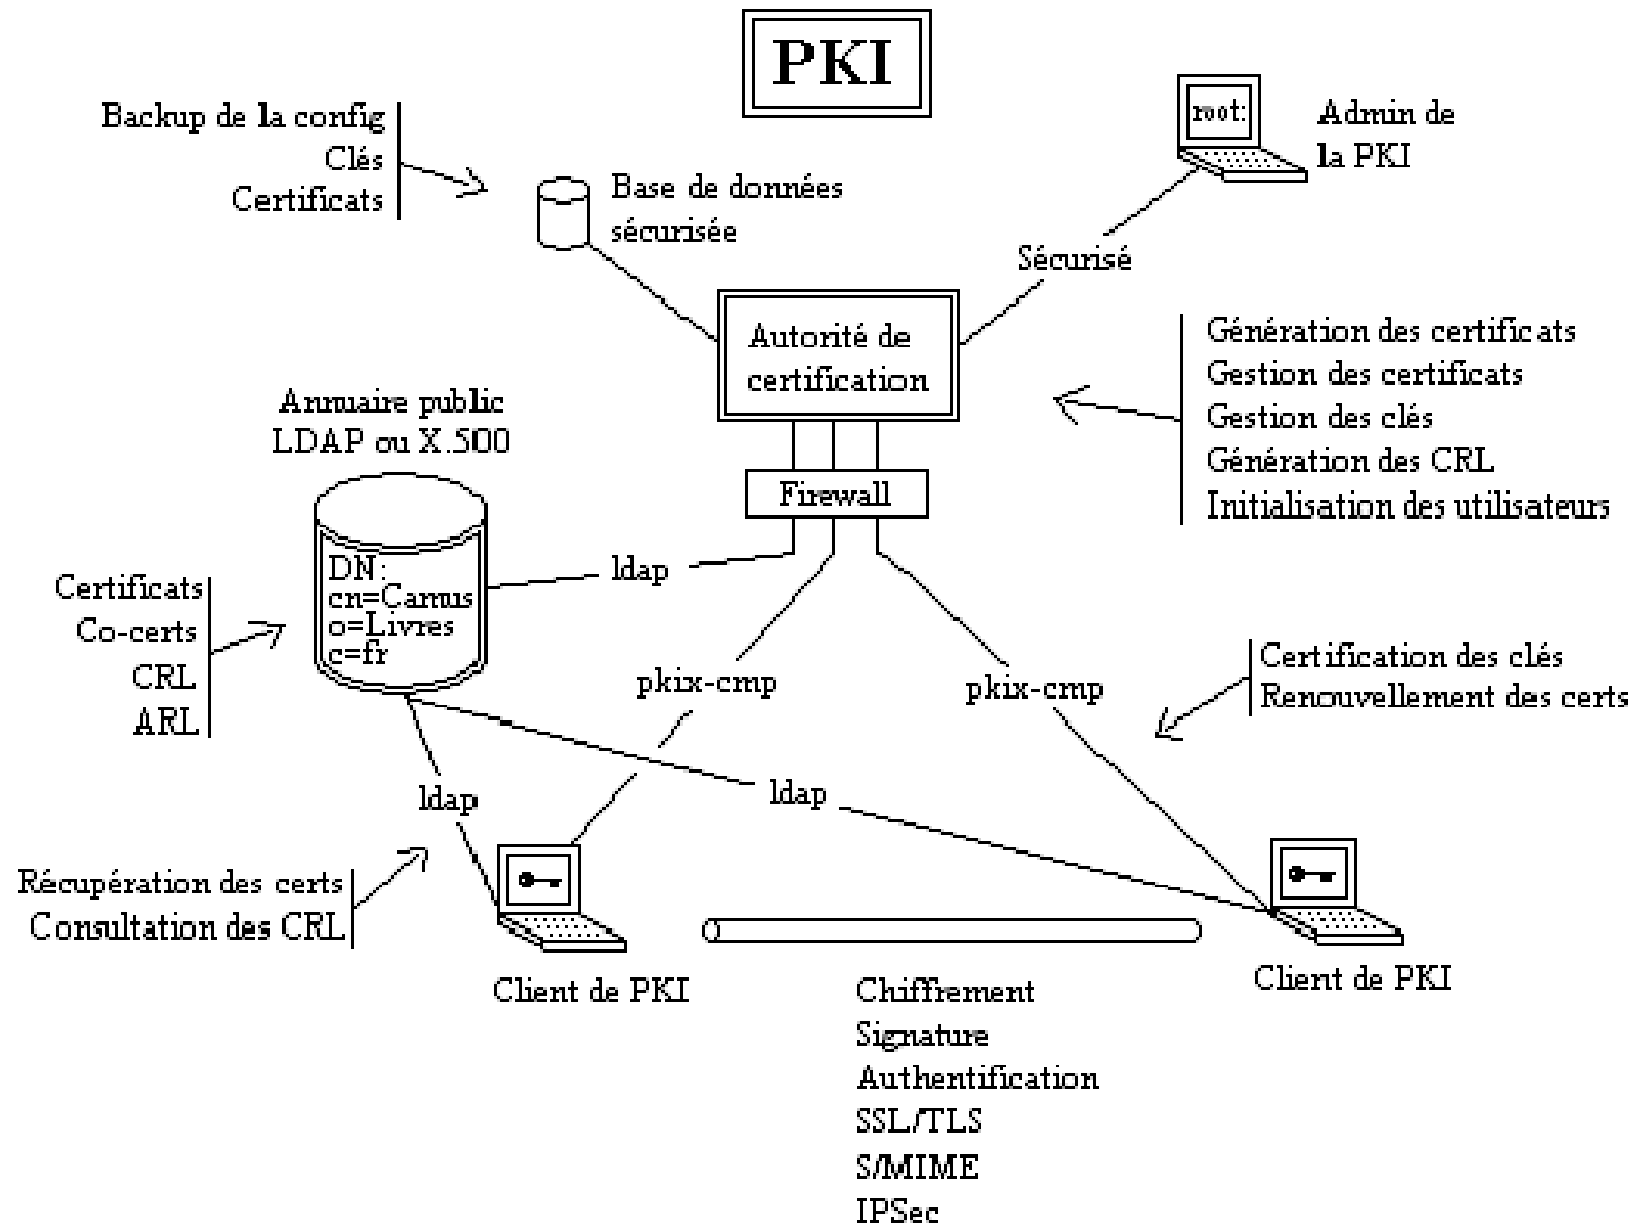 PKI
Backup de la config
Clés
Certificats
Base de données
sécurisée
root:
Admin de
la PKI
Sécurisé
Autorité de
certification
Génération des certificats
Gestion des certificats
Gestion des clés
Génération des CRL
Initialisation des utilisateurs
Annuaire public
LDAP ou X.500
Firewall
DN:
cn=Camus
o=Livres
c=fr
ldap
Certificats
Co-certs
CRL
ARL
pkix-cmp
pkix-cmp
Certification des clés
Renouvellement des certs
ldap
ldap
Récupération des certs
Consultation des CRL
Client de PKI
Client de PKI
Chiffrement
Signature
Authentification
SSL/TLS
S/MIME
IPSec